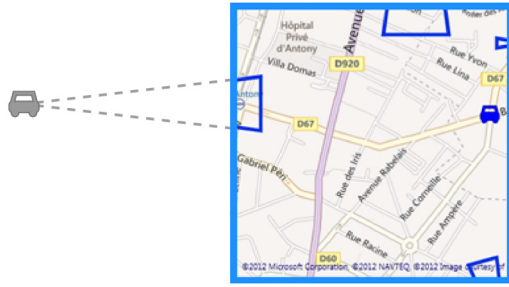 Hôpital
Privé
d'Antony
Avenue
Villa Domas
D920
Rue Yvon
Rue Lina
D67
D67
Gabriel Péri
Rue des Iris
Avenue Rabelais
Rue Corneille
Rue Ampère
Rue Racine
D60
©2012 Microsoft Corporation, ©2012 NAVTEQ, ©2012 Image courtesy of